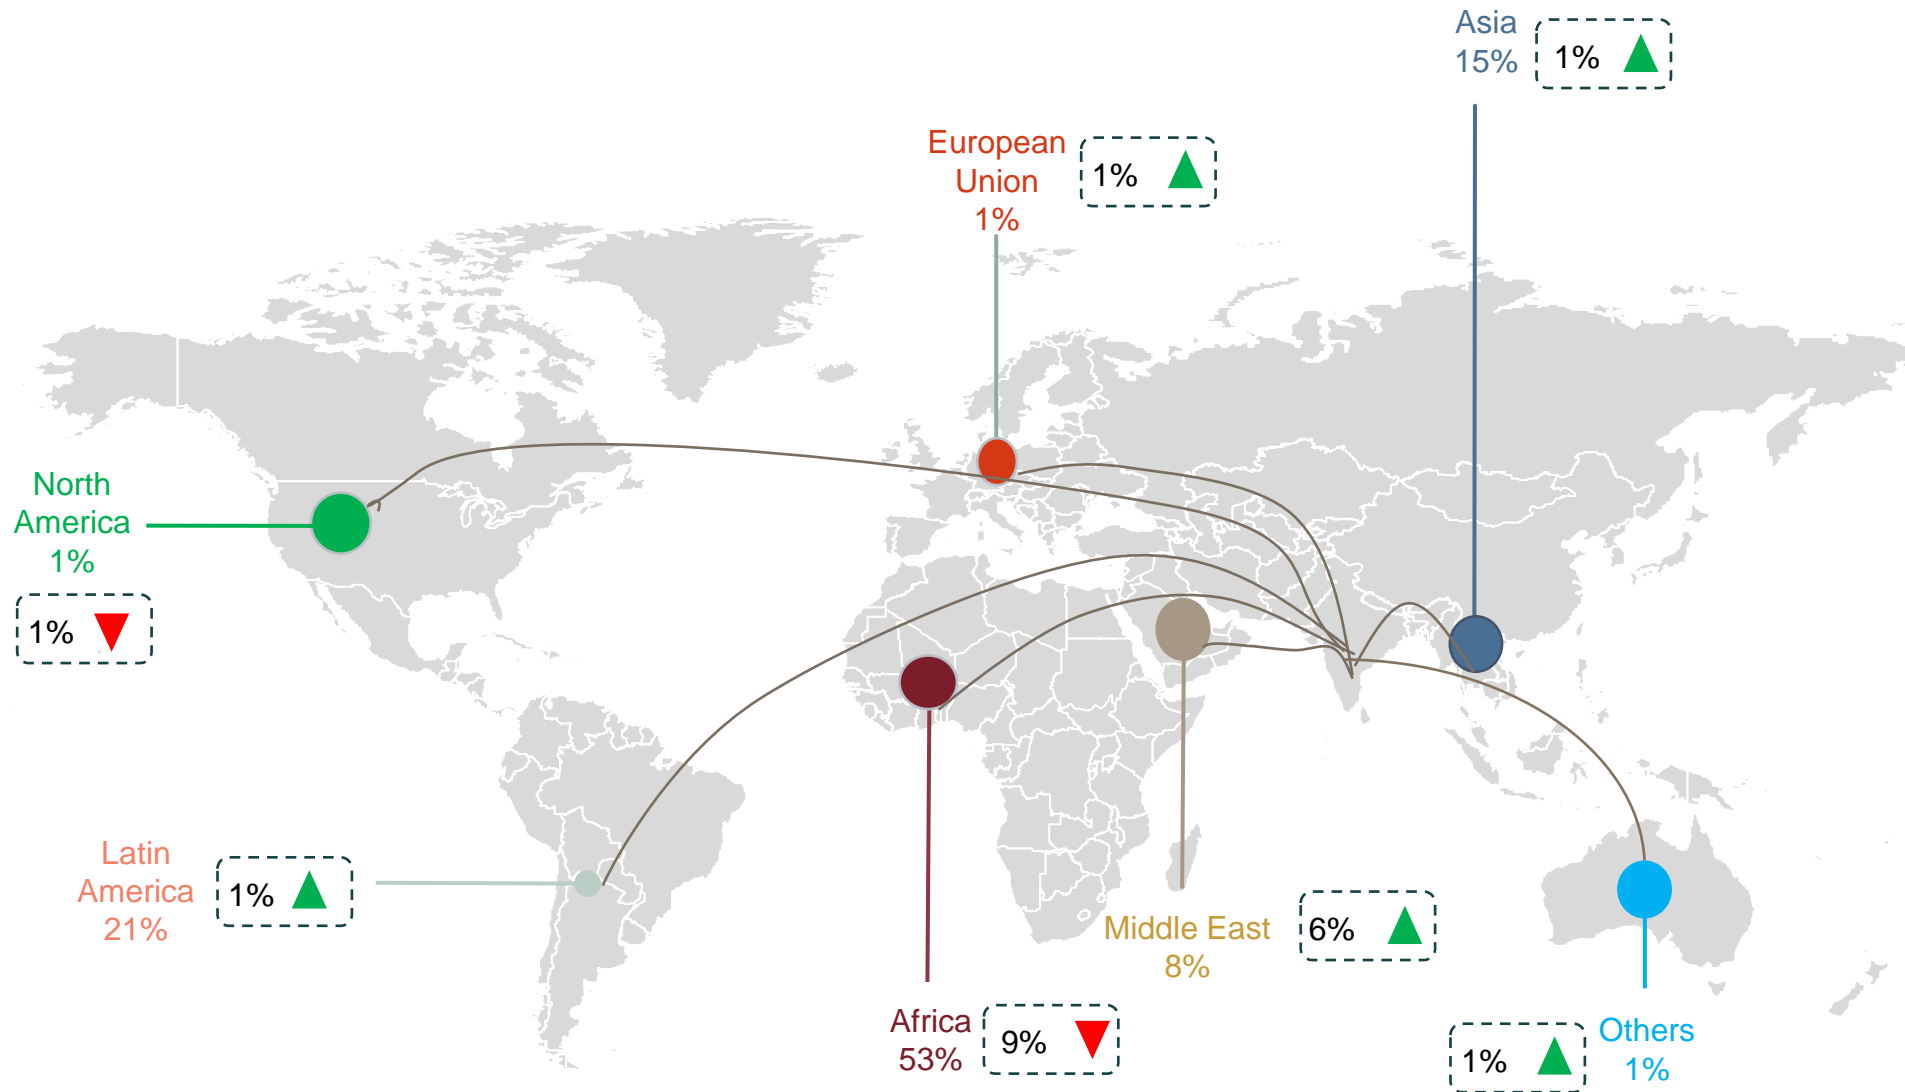 Asia
15%
1%
European
Union
1%
1%
North
America
1%
1%
Latin
America
21%
1%
Middle East
8%
6%
Africa
53%
9%
Others
1%
1%